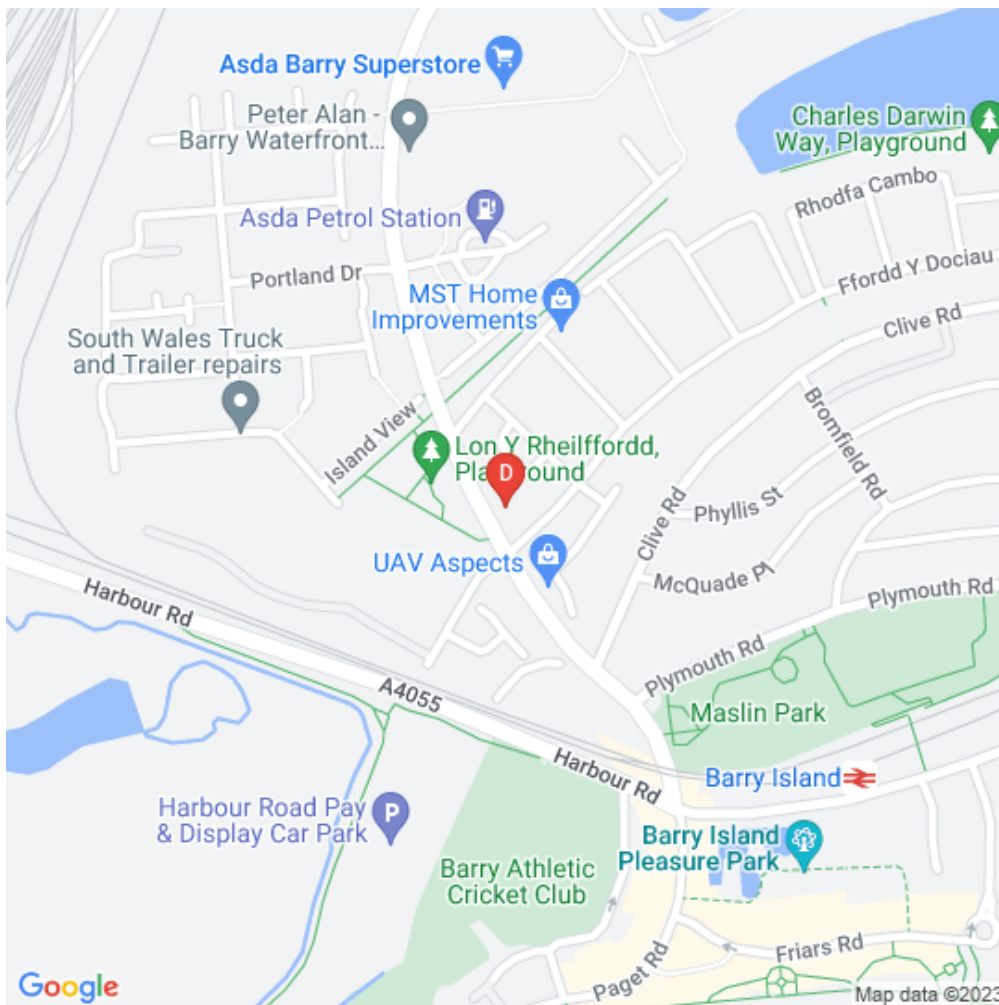 Asda Barry Superstore
Peter Alan -
Barry Waterfront...
Charles Darwin
Way, Playground
Rhodfa Cambo
Asda Petrol Station
Portland Dr
Ffordd Y Dociau
MST Home
Improvements
Clive Rd
South Wales Truck
and Trailer repairs
Island View
Bromfield Rd
Lon Y Rheilffordd,
Playground
D
Clive Rd
Phyllis St
UAV Aspects
McQuade Pl
Harbour Rd
Plymouth Rd
Plymouth Rd
A4055
Maslin Park
Harbour Rd
Barry Island
Harbour Road Pay
& Display Car Park
P
Barry Island
Pleasure Park
Barry Athletic
Cricket Club
Paget Rd
Friars Rd
Google
Map data ©2023